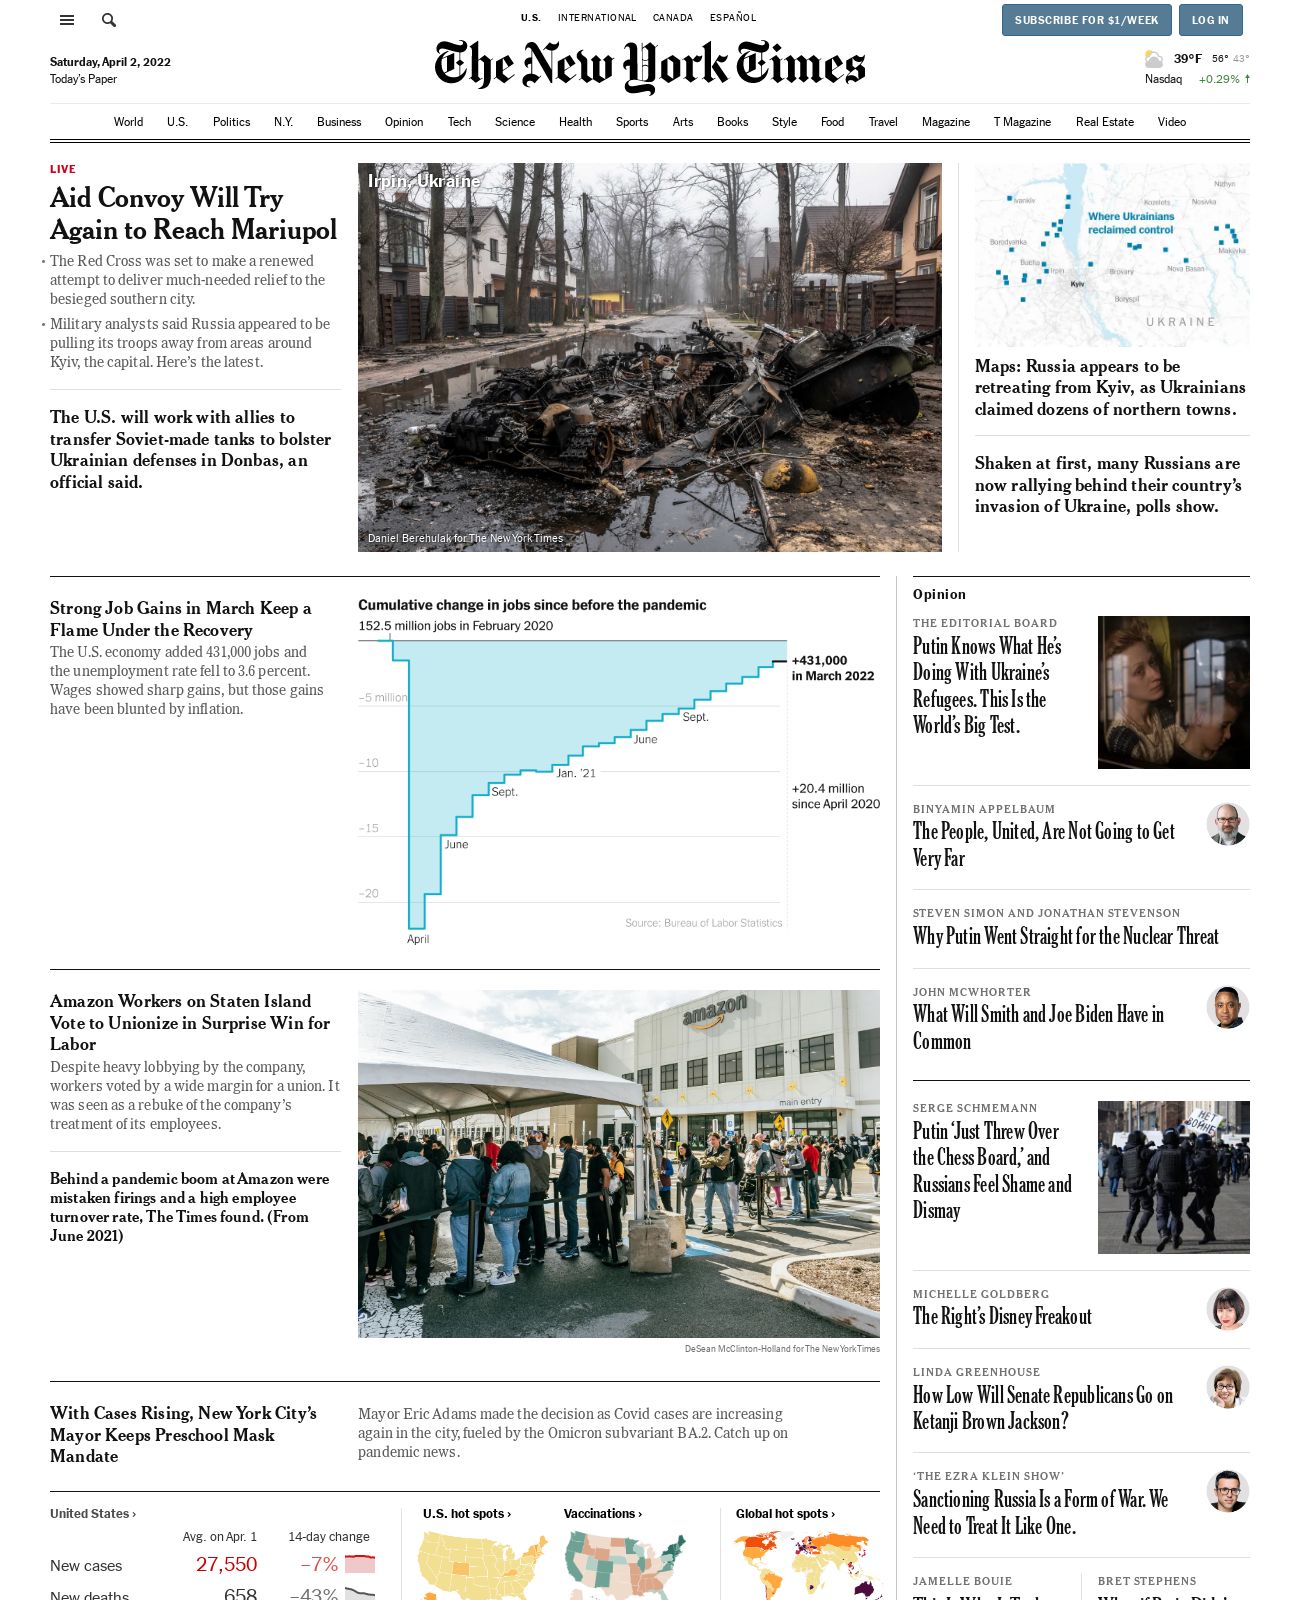 U.S.
INTERNATIONAL
CANADA
ESPAÑOL
SUBSCRIBE FOR $1/WEEK
LOG IN
Saturday, April 2, 2022
Today's Paper
The New York Times
39°F 56° 43°
Nasdaq +0.29% ↑
World U.S. Politics N.Y. Business Opinion Tech Science Health Sports Arts Books Style Food Travel Magazine T Magazine Real Estate Video
LIVE
Aid Convoy Will Try
Again to Reach Mariupol
• The Red Cross was set to make a renewed
attempt to deliver much-needed relief to the
besieged southern city.
• Military analysts said Russia appeared to be
pulling its troops away from areas around
Kyiv, the capital. Here's the latest.
The U.S. will work with allies to
transfer Soviet-made tanks to bolster
Ukrainian defenses in Donbas, an
official said.
Irpin, Ukraine
Daniel Berehulak for The New York Times
Nizhyn
Ivankiv
Kozelets
Nosivka
Where Ukrainians
reclaimed control
Borodyanka
Makiivka
Bucha
Irpin
Brovary
Nova Basan
Kyiv
Boryspil
UKRAINE
Maps: Russia appears to be
retreating from Kyiv, as Ukrainians
claimed dozens of northern towns.
Shaken at first, many Russians are
now rallying behind their country's
invasion of Ukraine, polls show.
Strong Job Gains in March Keep a
Flame Under the Recovery
The U.S. economy added 431,000 jobs and
the unemployment rate fell to 3.6 percent.
Wages showed sharp gains, but those gains
have been blunted by inflation.
Cumulative change in jobs since before the pandemic
152.5 million jobs in February 2020
+431,000
in March 2022
–5 million
Sept.
June
–10
Jan. '21
Sept.
+20.4 million
since April 2020
–15
June
–20
Source: Bureau of Labor Statistics
April
Amazon Workers on Staten Island
Vote to Unionize in Surprise Win for
Labor
Despite heavy lobbying by the company,
workers voted by a wide margin for a union. It
was seen as a rebuke of the company's
treatment of its employees.
Behind a pandemic boom at Amazon were
mistaken firings and a high employee
turnover rate, The Times found. (From
June 2021)
amazon
main entry
DeSean McClinton-Holland for The New York Times
With Cases Rising, New York City's
Mayor Keeps Preschool Mask
Mandate
Mayor Eric Adams made the decision as Covid cases are increasing
again in the city, fueled by the Omicron subvariant BA.2. Catch up on
pandemic news.
United States ›
Avg. on Apr. 1 14-day change
New cases 27,550 –7%
New deaths 658 –43%
U.S. hot spots ›
Vaccinations ›
Global hot spots ›
Opinion
THE EDITORIAL BOARD
Putin Knows What He's
Doing With Ukraine's
Refugees. This Is the
World's Big Test.
BINYAMIN APPELBAUM
The People, United, Are Not Going to Get
Very Far
STEVEN SIMON AND JONATHAN STEVENSON
Why Putin Went Straight for the Nuclear Threat
JOHN MCWHORTER
What Will Smith and Joe Biden Have in
Common
SERGE SCHMEMANN
Putin 'Just Threw Over
the Chess Board,' and
Russians Feel Shame and
Dismay
НЕТ
ВОЙНЕ
MICHELLE GOLDBERG
The Right's Disney Freakout
LINDA GREENHOUSE
How Low Will Senate Republicans Go on
Ketanji Brown Jackson?
'THE EZRA KLEIN SHOW'
Sanctioning Russia Is a Form of War. We
Need to Treat It Like One.
JAMELLE BOUIE
BRET STEPHENS